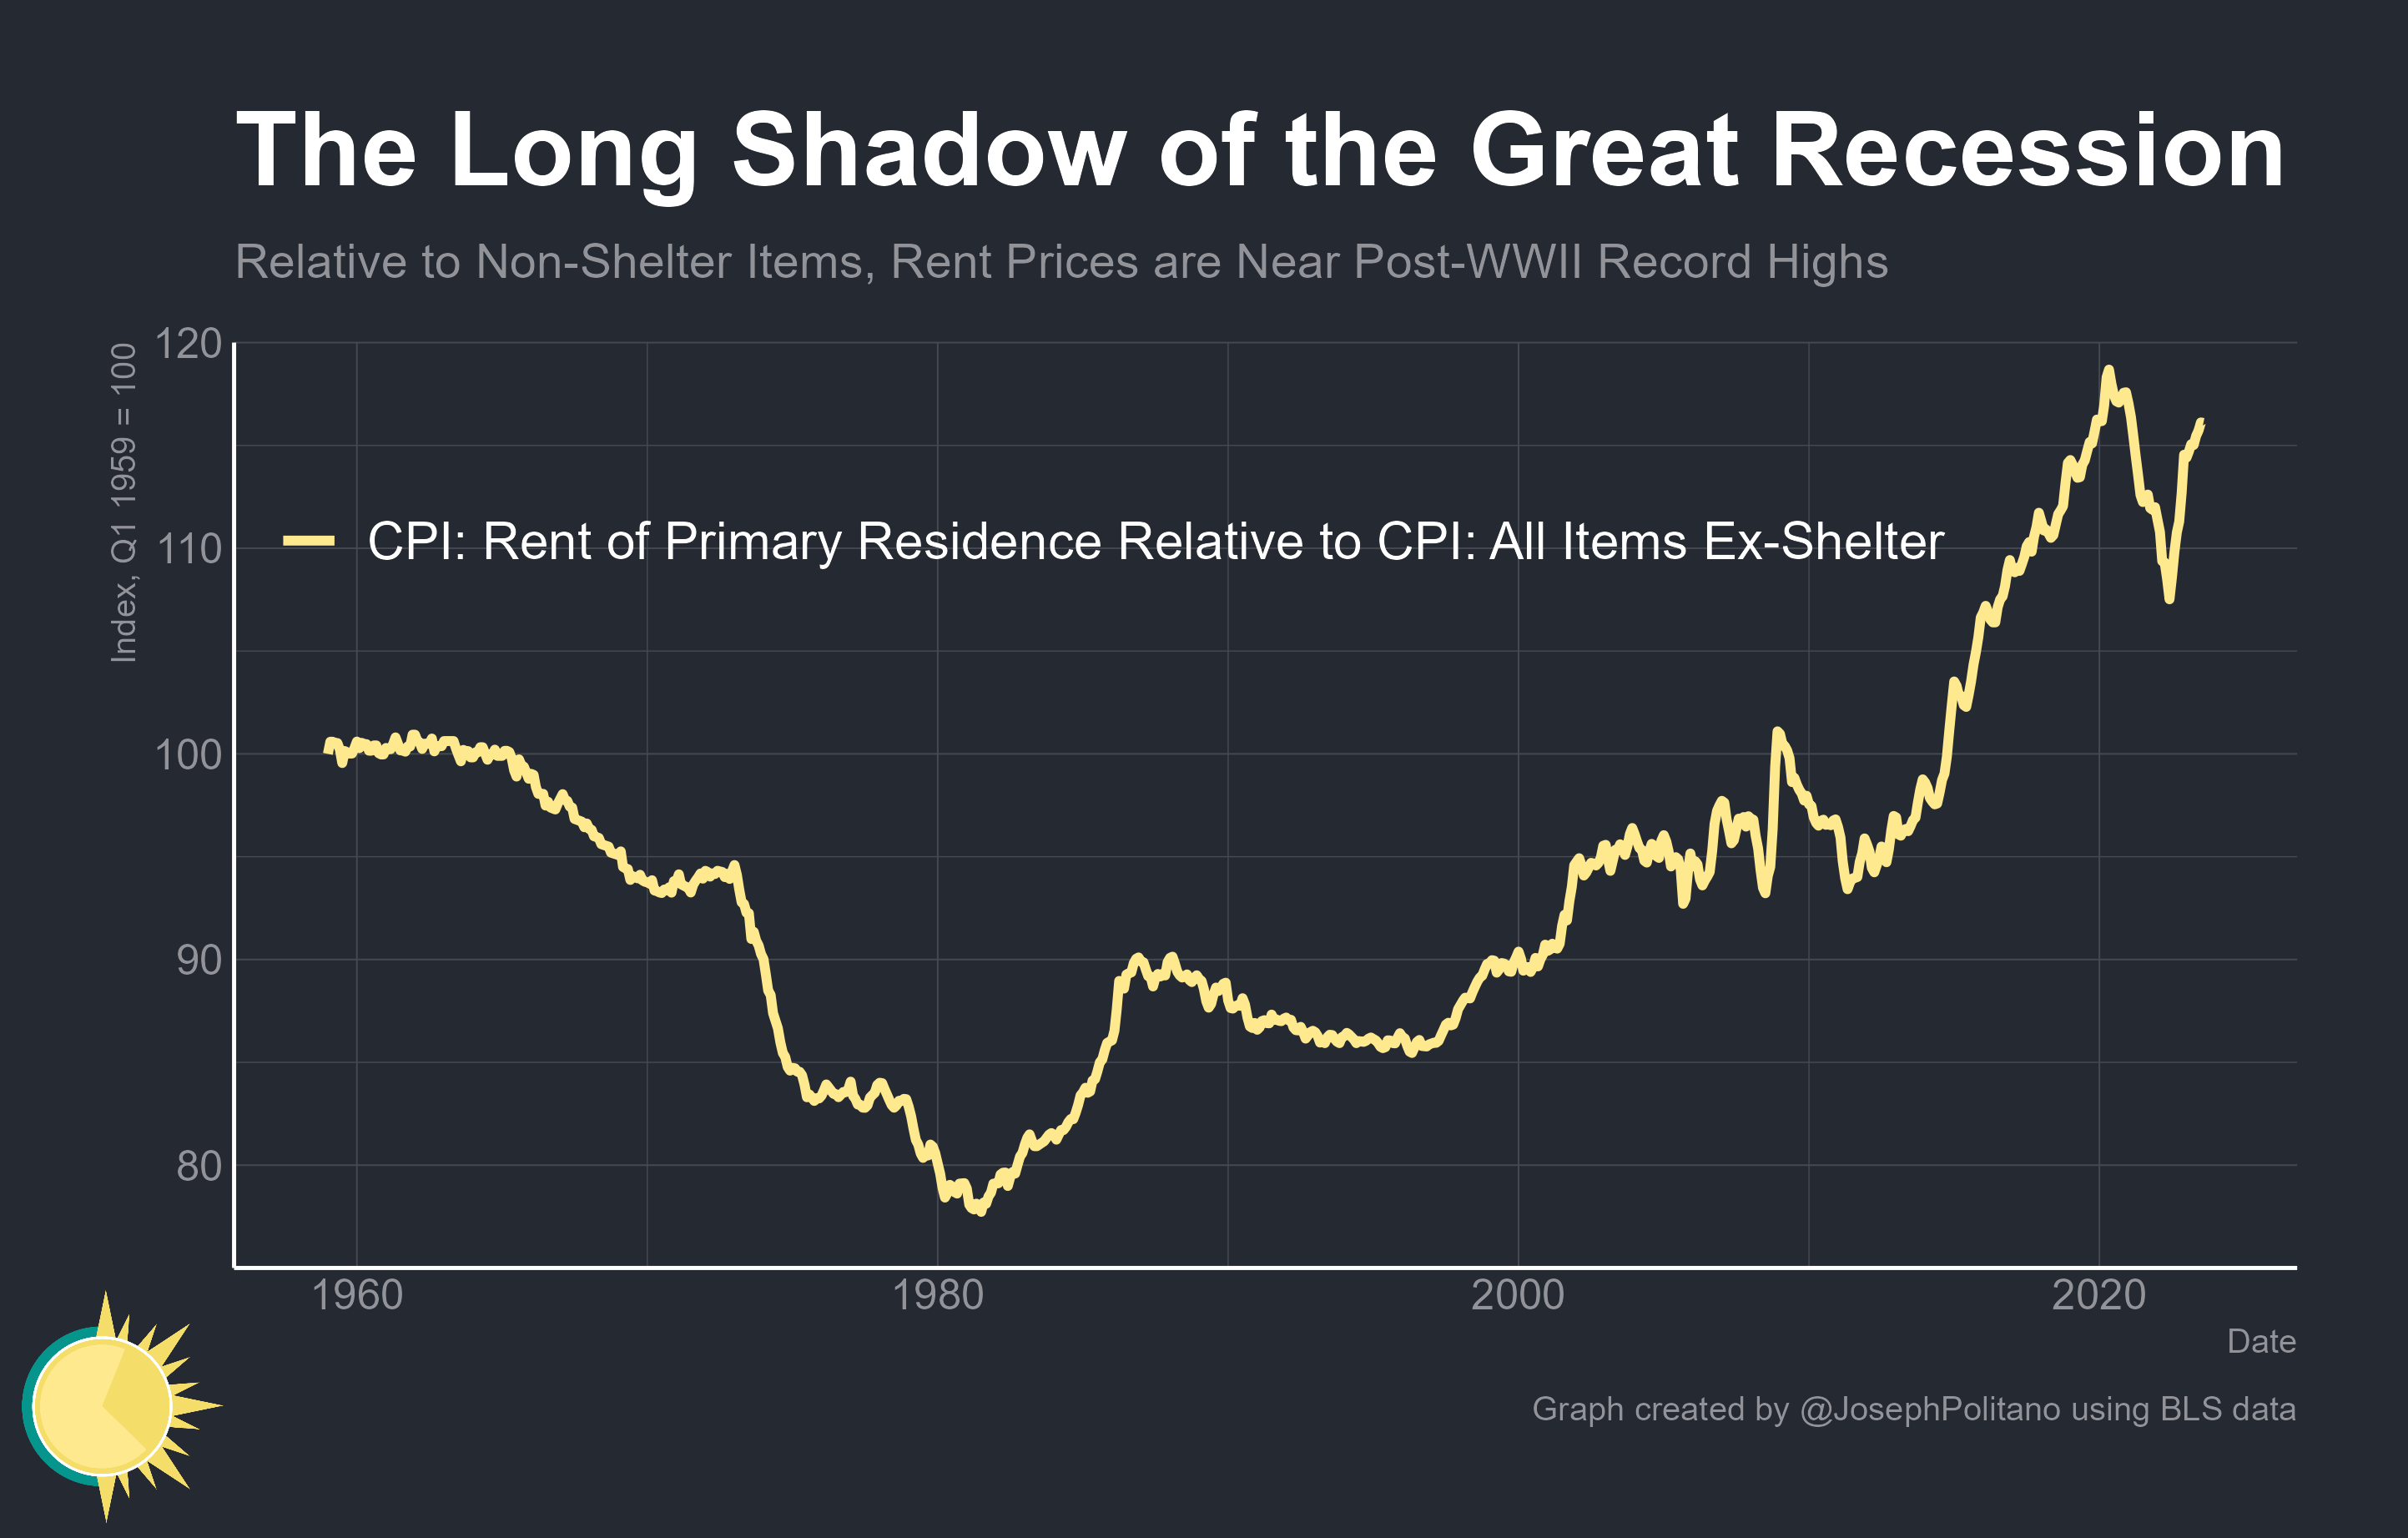 The Long Shadow of the Great Recession
Relative to Non-Shelter Items, Rent Prices are Near Post-WWII Record Highs
Index, Q1 1959 = 100
120
110
100
90
80
CPI: Rent of Primary Residence Relative to CPI: All Items Ex-Shelter
1960
1980
2000
2020
Date
Graph created by @JosephPolitano using BLS data